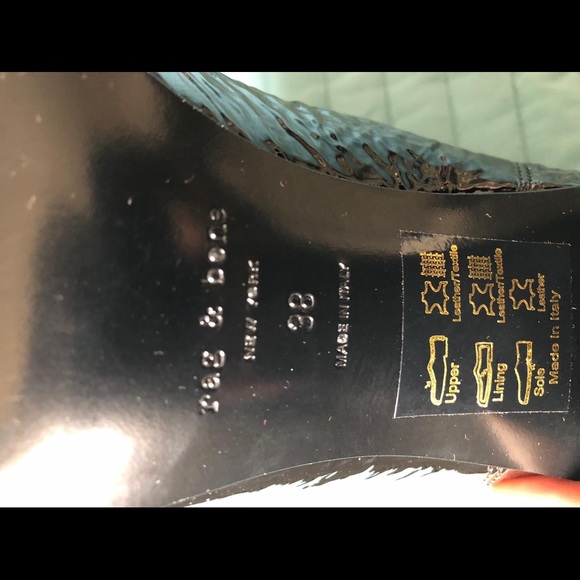 rag & bone
NEW YORK
38
MADE IN ITALY
Upper Leather/Textile
Lining Leather/Textile
Sole Leather
Made in Italy